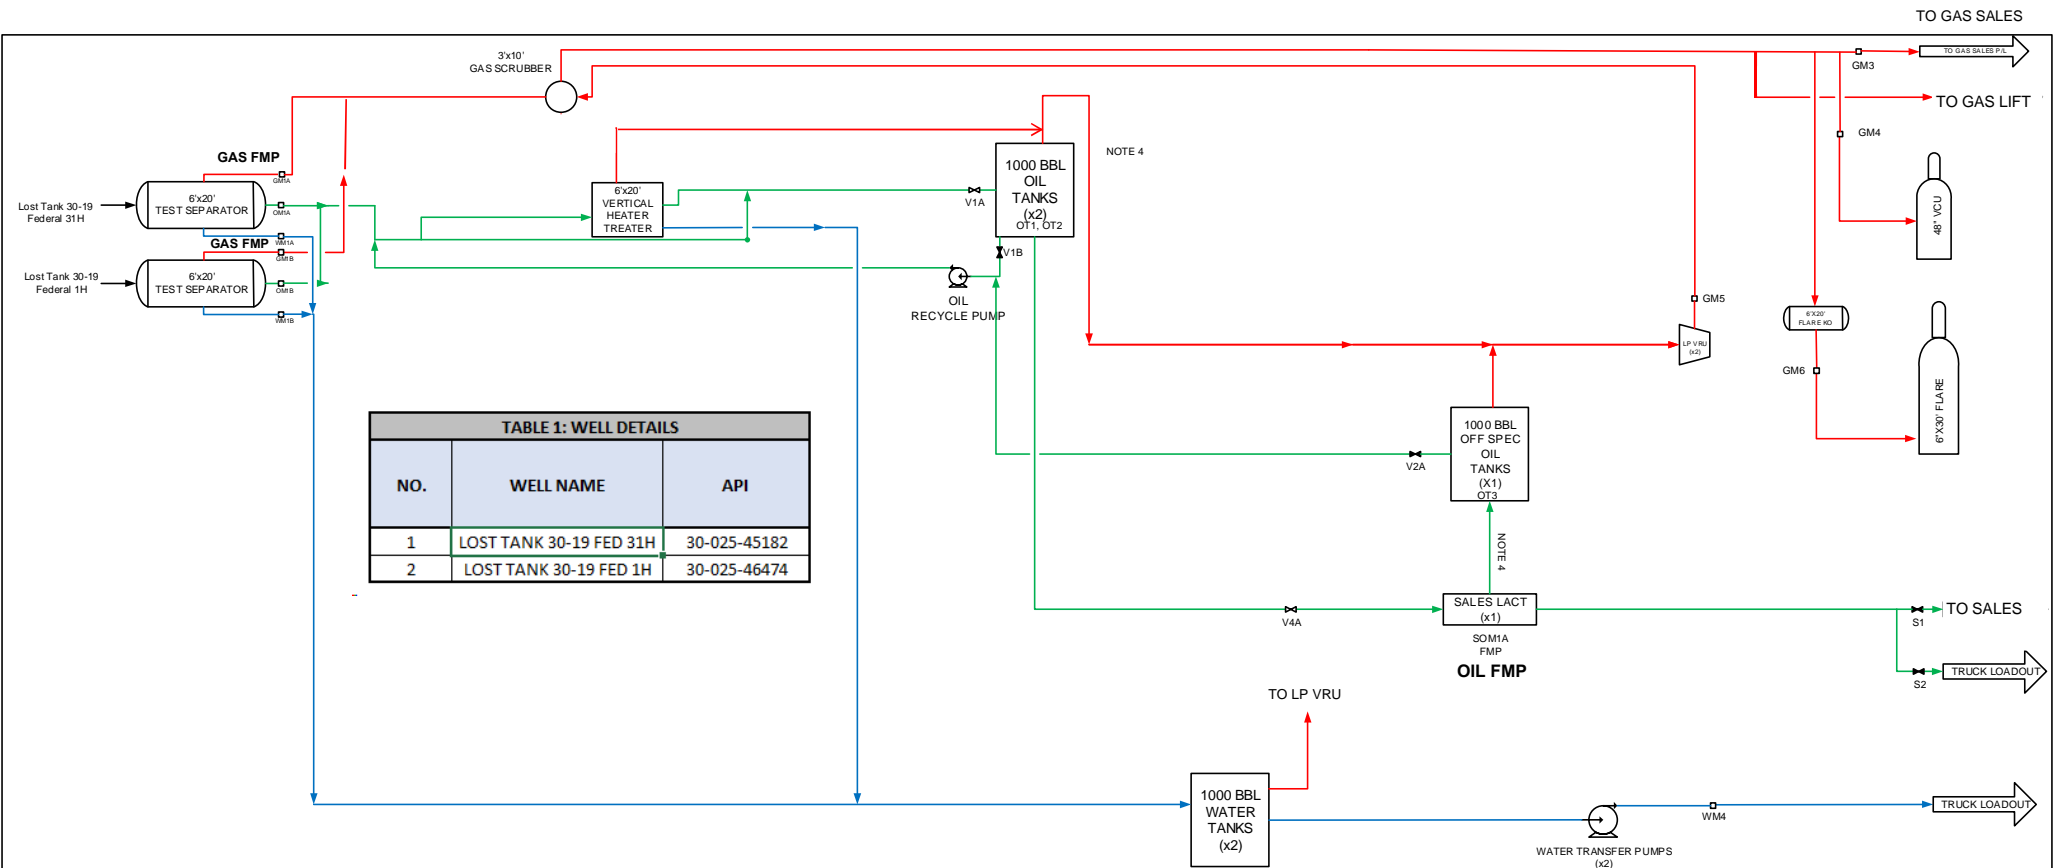 TO GAS SALES
3'x10'
GAS SCRUBBER
TO GAS SALES P/L
GM3
TO GAS LIFT
GM4
NOTE 4
GAS FMP
GM1A
Lost Tank 30-19
Federal 31H
6'x20'
TEST SEPARATOR
OM1A
WM1A
GAS FMP
GM1B
Lost Tank 30-19
Federal 1H
6'x20'
TEST SEPARATOR
OM1B
WM1B
6'x20'
VERTICAL
HEATER
TREATER
V1A
1000 BBL
OIL
TANKS
(x2)
OT1, OT2
V1B
OIL
RECYCLE PUMP
48" VCU
GM5
LP VRU
(x2)
6'X20'
FLARE KO
GM6
6"X30' FLARE
TABLE 1: WELL DETAILS
NO.
WELL NAME
API
1
LOST TANK 30-19 FED 31H
30-025-45182
2
LOST TANK 30-19 FED 1H
30-025-46474
V2A
1000 BBL
OFF SPEC
OIL
TANKS
(X1)
OT3
NOTE 4
V4A
SALES LACT
(x1)
SOM1A
FMP
OIL FMP
S1
TO SALES
S2
TRUCK LOADOUT
TO LP VRU
1000 BBL
WATER
TANKS
(x2)
WM4
TRUCK LOADOUT
WATER TRANSFER PUMPS
(x2)